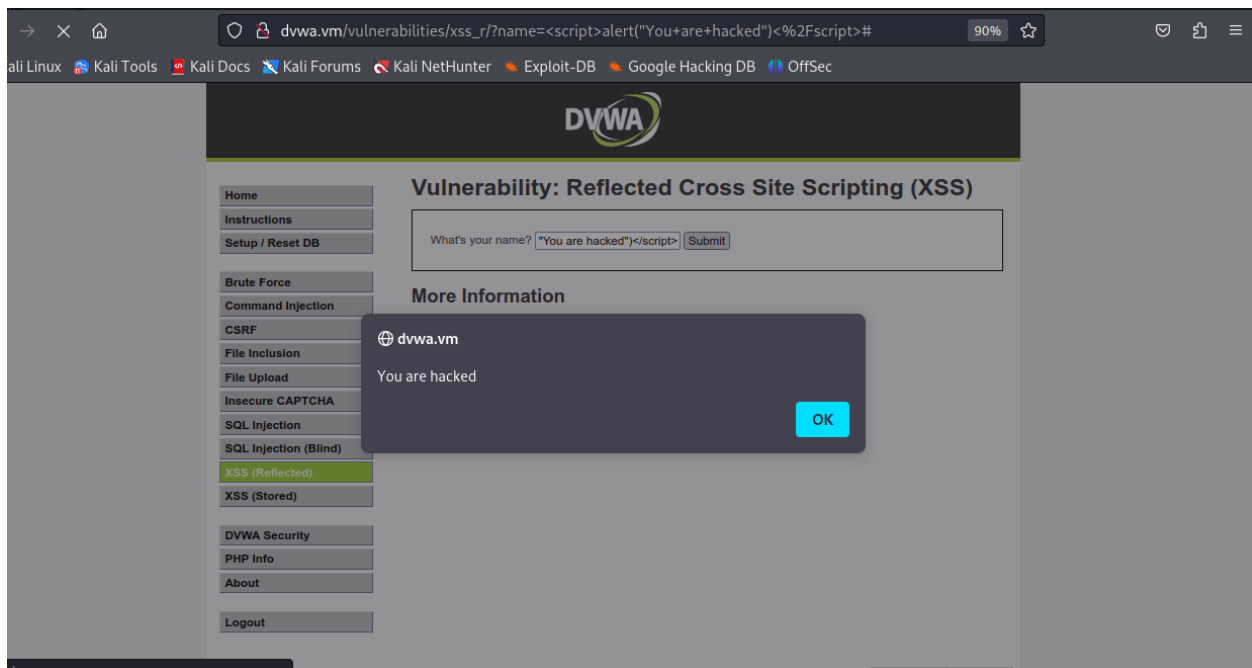 dvwa.vm/vulnerabilities/xss_r/?name=<script>alert("You+are+hacked")<%2Fscript># 90%
ali Linux Kali Tools Kali Docs Kali Forums Kali NetHunter Exploit-DB Google Hacking DB OffSec
DVWA
Vulnerability: Reflected Cross Site Scripting (XSS)
What's your name? "You are hacked")</script> Submit
More Information
Home
Instructions
Setup / Reset DB
Brute Force
Command Injection
CSRF
File Inclusion
File Upload
Insecure CAPTCHA
SQL Injection
SQL Injection (Blind)
XSS (Reflected)
XSS (Stored)
DVWA Security
PHP Info
About
Logout
dvwa.vm
You are hacked
OK